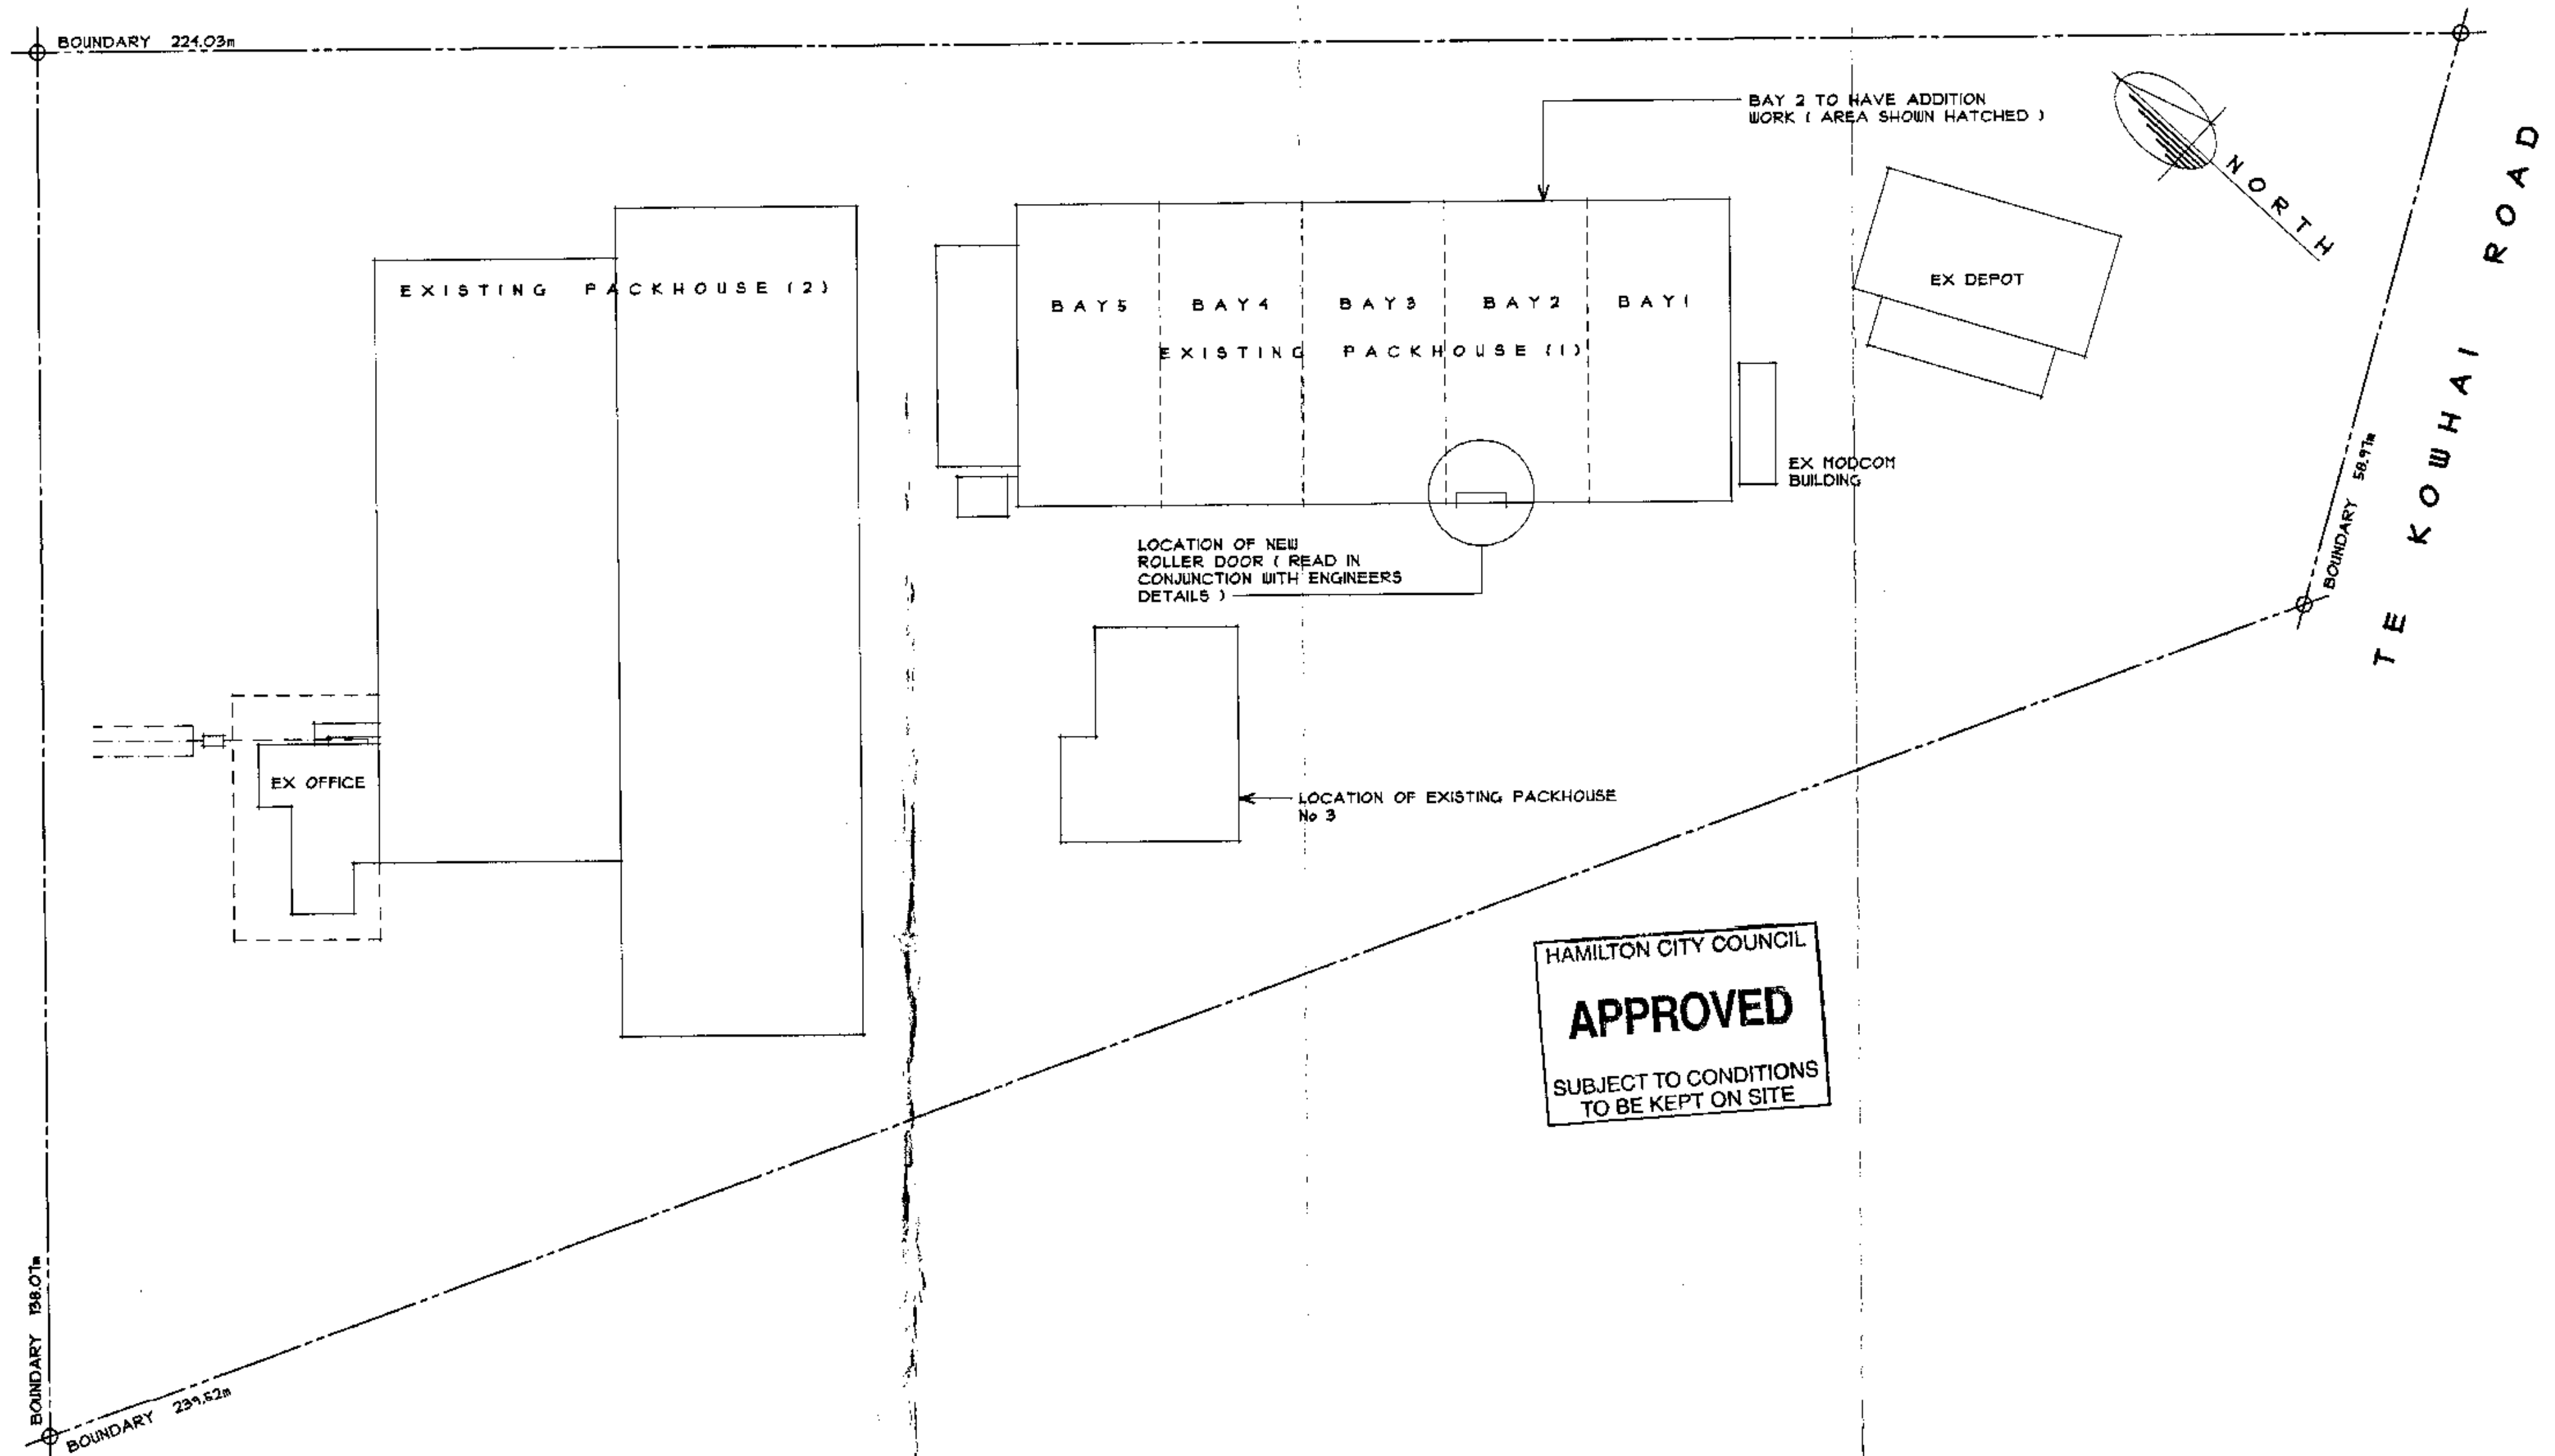 BOUNDARY 224.03m
BAY 2 TO HAVE ADDITION
WORK ( AREA SHOWN HATCHED )
NORTH
TE KOWHAI ROAD
EXISTING PACKHOUSE (2)
BAY5
BAY4
BAY3
BAY2
BAY1
EXISTING PACKHOUSE (1)
EX DEPOT
EX MODCOM
BUILDING
BOUNDARY 58.97m
LOCATION OF NEW
ROLLER DOOR ( READ IN
CONJUNCTION WITH ENGINEERS
DETAILS )
EX OFFICE
LOCATION OF EXISTING PACKHOUSE
No 3
HAMILTON CITY COUNCIL
APPROVED
SUBJECT TO CONDITIONS
TO BE KEPT ON SITE
BOUNDARY 138.07m
BOUNDARY 239.62m